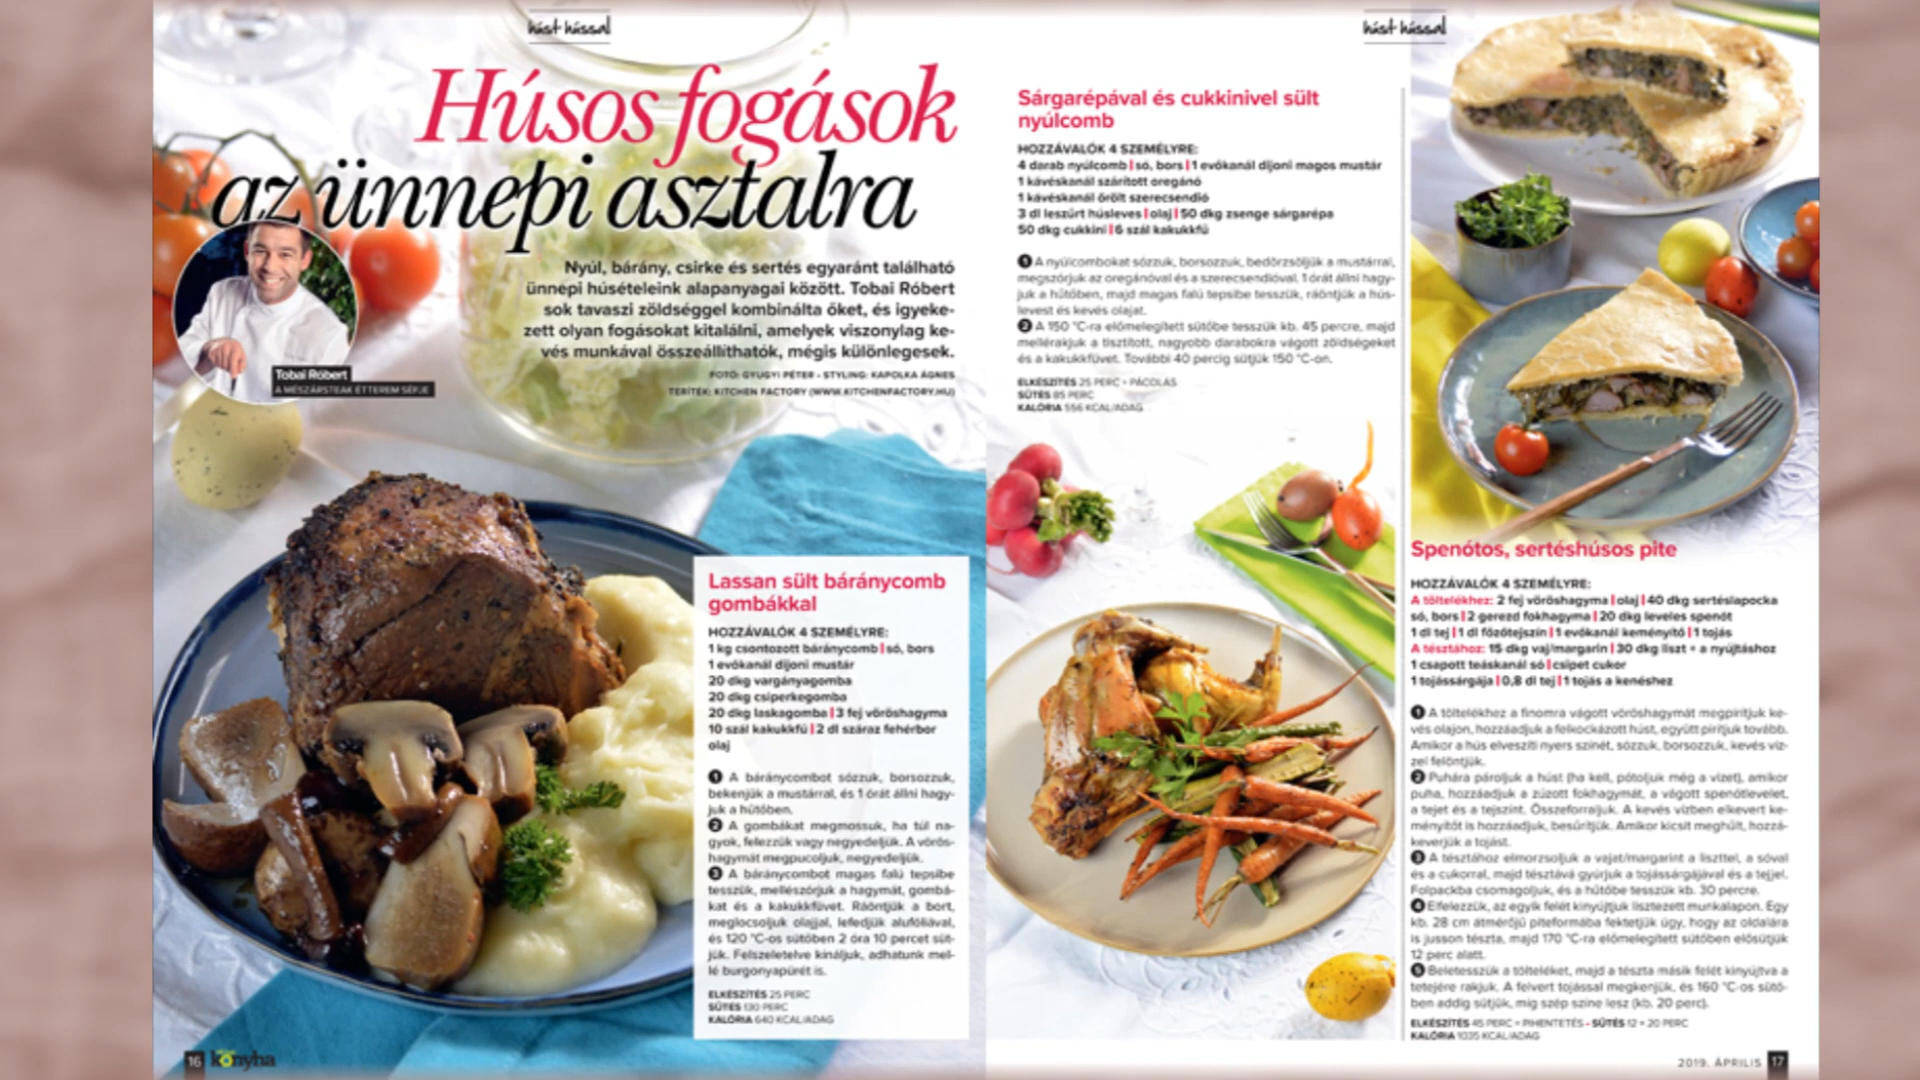 húst hússal
Húsos fogások
az ünnepi asztalra
Nyúl, bárány, csirke és sertés egyaránt található
ünnepi húsételeink alapanyagai között. Tobai Róbert
sok tavaszi zöldséggel kombinálta őket, és igyeke-
zett olyan fogásokat kitalálni, amelyek viszonylag ke-
vés munkával összeállíthatók, mégis különlegesek.
FOTÓ: GYUGYI PÉTER - STYLING: KAPOLKA ÁGNES
TERÍTÉK: KITCHEN FACTORY (WWW.KITCHENFACTORY.HU)
Tobai Róbert
A MÉSZÁRSTEAK ÉTTEREM SÉFJE
Lassan sült báránycomb
gombákkal
HOZZÁVALÓK 4 SZEMÉLYRE:
1 kg csontozott báránycomb | só, bors
1 evőkanál dijoni mustár
20 dkg vargányagomba
20 dkg csiperkegomba
20 dkg laskagomba | 3 fej vöröshagyma
10 szál kakukkfű | 2 dl száraz fehérbor
olaj
1 A báránycombot sózzuk, borsozzuk,
bekenjük a mustárral, és 1 órát állni hagy-
juk a hűtőben.
2 A gombákat megmossuk, ha túl na-
gyok, felezzük vagy negyedeljük. A vörös-
hagymát megpucoljuk, negyedeljük.
3 A báránycombot magas falú tepsibe
tesszük, mellészórjuk a hagymát, gombá-
kat és a kakukkfüvet. Ráöntjük a bort,
meglocsoljuk olajjal, lefedjük alufóliával,
és 120 °C-os sütőben 2 óra 10 percet süt-
jük. Felszeletelve kínáljuk, adhatunk mel-
lé burgonyapürét is.
ELKÉSZÍTÉS 25 PERC
SÜTÉS 130 PERC
KALÓRIA 640 KCAL/ADAG
16 konyha
húst hússal
Sárgarépával és cukkinivel sült
nyúlcomb
HOZZÁVALÓK 4 SZEMÉLYRE:
4 darab nyúlcomb | só, bors | 1 evőkanál dijoni magos mustár
1 kávéskanál szárított oregánó
1 kávéskanál őrölt szerecsendió
3 dl leszűrt húsleves | olaj | 50 dkg zsenge sárgarépa
50 dkg cukkini | 6 szál kakukkfű
1 A nyúlcombokat sózzuk, borsozzuk, bedörzsöljük a mustárral,
megszórjuk az oregánóval és a szerecsendióval. 1 órát állni hagy-
juk a hűtőben, majd magas falú tepsibe tesszük, ráöntjük a hús-
levest és kevés olajat.
2 A 150 °C-ra előmelegített sütőbe tesszük kb. 45 percre, majd
mellérakjuk a tisztított, nagyobb darabokra vágott zöldségeket
és a kakukkfüvet. További 40 percig sütjük 150 °C-on.
ELKÉSZÍTÉS 25 PERC + PÁCOLÁS
SÜTÉS 85 PERC
KALÓRIA 556 KCAL/ADAG
Spenótos, sertéshúsos pite
HOZZÁVALÓK 4 SZEMÉLYRE:
A töltelékhez: 2 fej vöröshagyma | olaj | 40 dkg sertéslapocka
só, bors | 2 gerezd fokhagyma | 20 dkg leveles spenót
1 dl tej | 1 dl főzőtejszín | 1 evőkanál keményítő | 1 tojás
A tésztához: 15 dkg vaj/margarin | 30 dkg liszt + a nyújtáshoz
1 csapott teáskanál só | csipet cukor
1 tojássárgája | 0,8 dl tej | 1 tojás a kenéshez
1 A töltelékhez a finomra vágott vöröshagymát megpirítjuk ke-
vés olajon, hozzáadjuk a felkockázott húst, együtt pirítjuk tovább.
Amikor a hús elveszíti nyers színét, sózzuk, borsozzuk, kevés víz-
zel felöntjük.
2 Puhára pároljuk a húst (ha kell, pótoljuk még a vizet), amikor
puha, hozzáadjuk a zúzott fokhagymát, a vágott spenótlevelet,
a tejet és a tejszínt. Összeforraljuk. A kevés vízben elkevert ke-
ményítőt is hozzáadjuk, besűrítjük. Amikor kicsit meghűlt, hozzá-
keverjük a tojást.
3 A tésztához elmorzsoljuk a vajat/margarint a liszttel, a sóval
és a cukorral, majd tésztává gyúrjuk a tojássárgájával és a tejjel.
Folpackba csomagoljuk, és a hűtőbe tesszük kb. 30 percre.
4 Elfelezzük, az egyik felét kinyújtjuk lisztezett munkalapon. Egy
kb. 28 cm átmérőjű piteformába fektetjük úgy, hogy az oldalára
is jusson tészta, majd 170 °C-ra előmelegített sütőben elősütjük
12 perc alatt.
5 Beletesszük a tölteléket, majd a tészta másik felét kinyújtva a
tetejére rakjuk. A felvert tojással megkenjük, és 160 °C-os sütő-
ben addig sütjük, míg szép színe lesz (kb. 20 perc).
ELKÉSZÍTÉS 45 PERC + PIHENTETÉS - SÜTÉS 12 + 20 PERC
KALÓRIA 1035 KCAL/ADAG
2019. ÁPRILIS 17